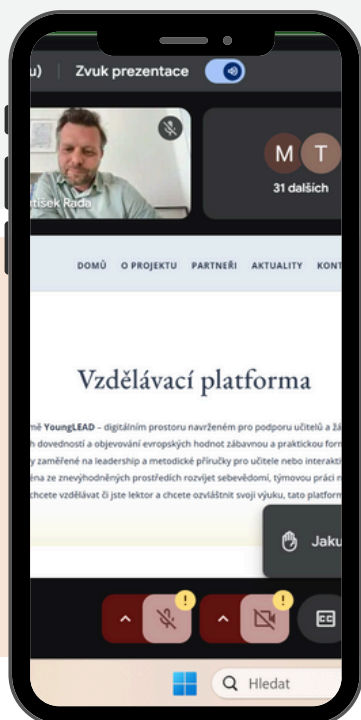 u)
Zvuk prezentace
tišek Rada
M T
31 dalších
DOMŮ O PROJEKTU PARTNEŘI AKTUALITY KONT
Vzdělávací platforma
mě YoungLEAD – digitálním prostoru navrženém pro podporu učitelů a žá
h dovedností a objevování evropských hodnot zábavnou a praktickou form
y zaměřené na leadership a metodické příručky pro učitele nebo interakti
éna ze znevýhodněných prostředích rozvíjet sebevědomí, týmovou práci n
chcete vzdělávat či jste lektor a chcete ozvláštnit svoji výuku, tato platform
Jaku
!
!
CC
Hledat